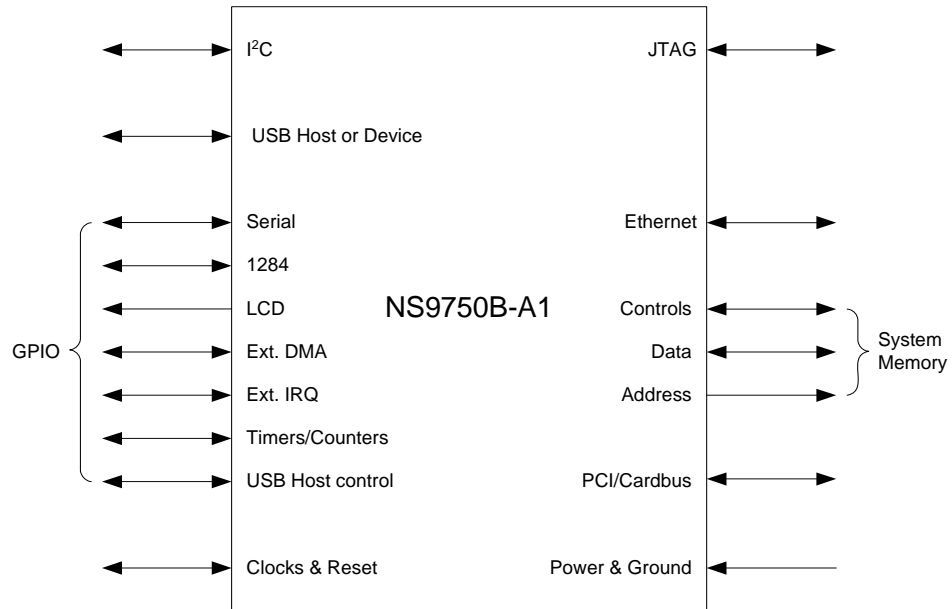 I²C
JTAG
USB Host or Device
Serial
Ethernet
1284
LCD
NS9750B-A1
Controls
GPIO
Ext. DMA
Data
System
Memory
Ext. IRQ
Address
Timers/Counters
USB Host control
PCI/Cardbus
Clocks & Reset
Power & Ground